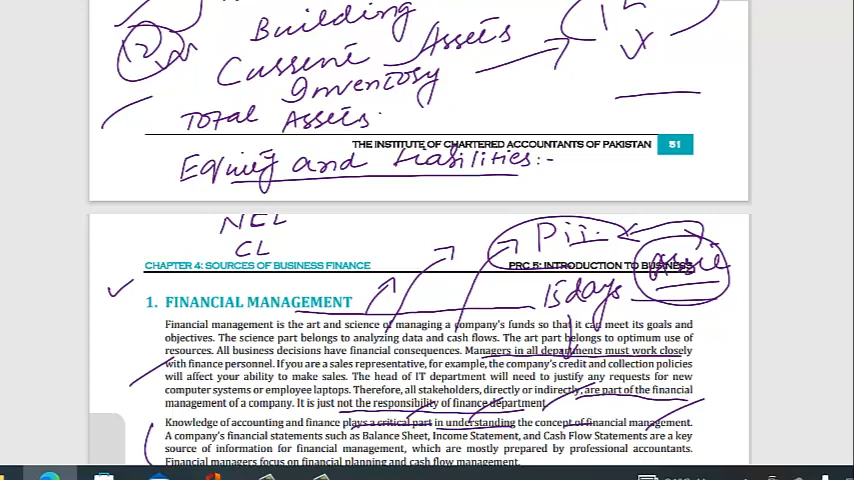 Building
Current Assets
Inventory
Total Assets
THE INSTITUTE OF CHARTERED ACCOUNTANTS OF PAKISTAN 51
Equity and Liabilities:-
NCL
CL
CHAPTER 4: SOURCES OF BUSINESS FINANCE PRC 5: INTRODUCTION TO BUSINESS
15 days
1. FINANCIAL MANAGEMENT
Financial management is the art and science of managing a company's funds so that it can meet its goals and
objectives. The science part belongs to analyzing data and cash flows. The art part belongs to optimum use of
resources. All business decisions have financial consequences. Managers in all departments must work closely
with finance personnel. If you are a sales representative, for example, the company's credit and collection policies
will affect your ability to make sales. The head of IT department will need to justify any requests for new
computer systems or employee laptops. Therefore, all stakeholders, directly or indirectly, are part of the financial
management of a company. It is just not the responsibility of finance department.
Knowledge of accounting and finance plays a critical part in understanding the concept of financial management.
A company's financial statements such as Balance Sheet, Income Statement, and Cash Flow Statements are a key
source of information for financial management, which are mostly prepared by professional accountants.
Financial managers focus on financial planning and cash flow management.